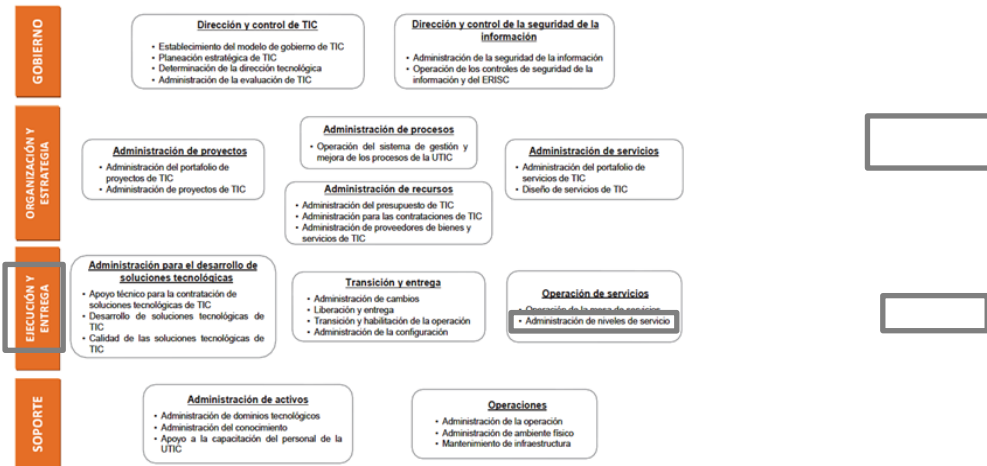 GOBIERNO
Dirección y control de TIC
• Establecimiento del modelo de gobierno de TIC
• Planeación estratégica de TIC
• Determinación de la dirección tecnológica
• Administración de la evaluación de TIC
Dirección y control de la seguridad de la
información
• Administración de la seguridad de la información
• Operación de los controles de seguridad de la
información y del ERISC
ORGANIZACIÓN Y
ESTRATEGIA
Administración de proyectos
• Administración del portafolio de
proyectos de TIC
• Administración de proyectos de TIC
Administración de procesos
• Operación del sistema de gestión y
mejora de los procesos de la UTIC
Administración de recursos
• Administración del presupuesto de TIC
• Administración para las contrataciones de TIC
• Administración de proveedores de bienes y
servicios de TIC
Administración de servicios
• Administración del portafolio de
servicios de TIC
• Diseño de servicios de TIC
EJECUCIÓN Y
ENTREGA
Administración para el desarrollo de
soluciones tecnológicas
• Apoyo técnico para la contratación de
soluciones tecnológicas de TIC
• Desarrollo de soluciones tecnológicas de
TIC
• Calidad de las soluciones tecnológicas de
TIC
Transición y entrega
• Administración de cambios
• Liberación y entrega
• Transición y habilitación de la operación
• Administración de la configuración
Operación de servicios
• Operación de la mesa de servicios
• Administración de niveles de servicio
SOPORTE
Administración de activos
• Administración de dominios tecnológicos
• Administración del conocimiento
• Apoyo a la capacitación del personal de la
UTIC
Operaciones
• Administración de la operación
• Administración de ambiente físico
• Mantenimiento de infraestructura